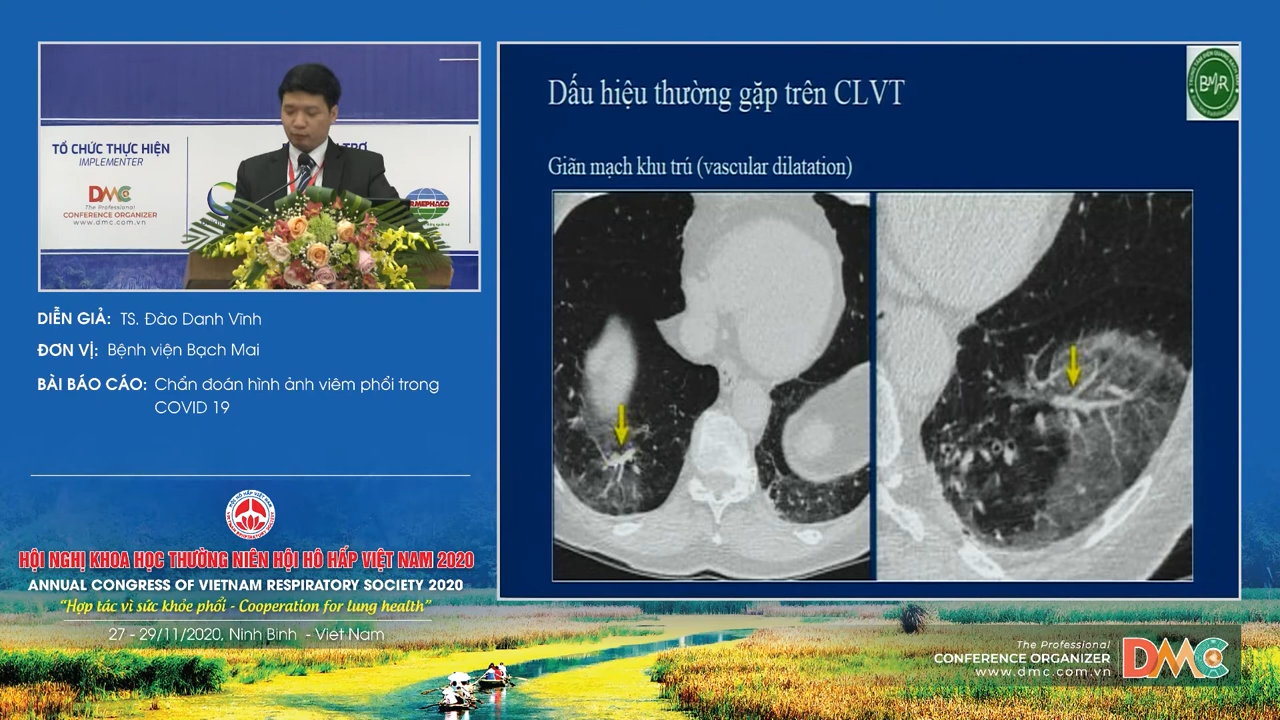 TỔ CHỨC THỰC HIỆN
IMPLEMENTER
TRỢ
DMC
The Professional
CONFERENCE ORGANIZER
www.dmc.com.vn
DIỄN GIẢ: TS. Đào Danh Vĩnh
ĐƠN VỊ: Bệnh viện Bạch Mai
BÀI BÁO CÁO: Chẩn đoán hình ảnh viêm phổi trong
COVID 19
HỘI NGHỊ KHOA HỌC THƯỜNG NIÊN HỘI HÔ HẤP VIỆT NAM 2020
ANNUAL CONGRESS OF VIETNAM RESPIRATORY SOCIETY 2020
“Hợp tác vì sức khỏe phổi - Cooperation for lung health”
27 - 29/11/2020, Ninh Bình - Việt Nam
Dấu hiệu thường gặp trên CLVT
BMR
Giãn mạch khu trú (vascular dilatation)
The Professional
CONFERENCE ORGANIZER
www.dmc.com.vn
DMC